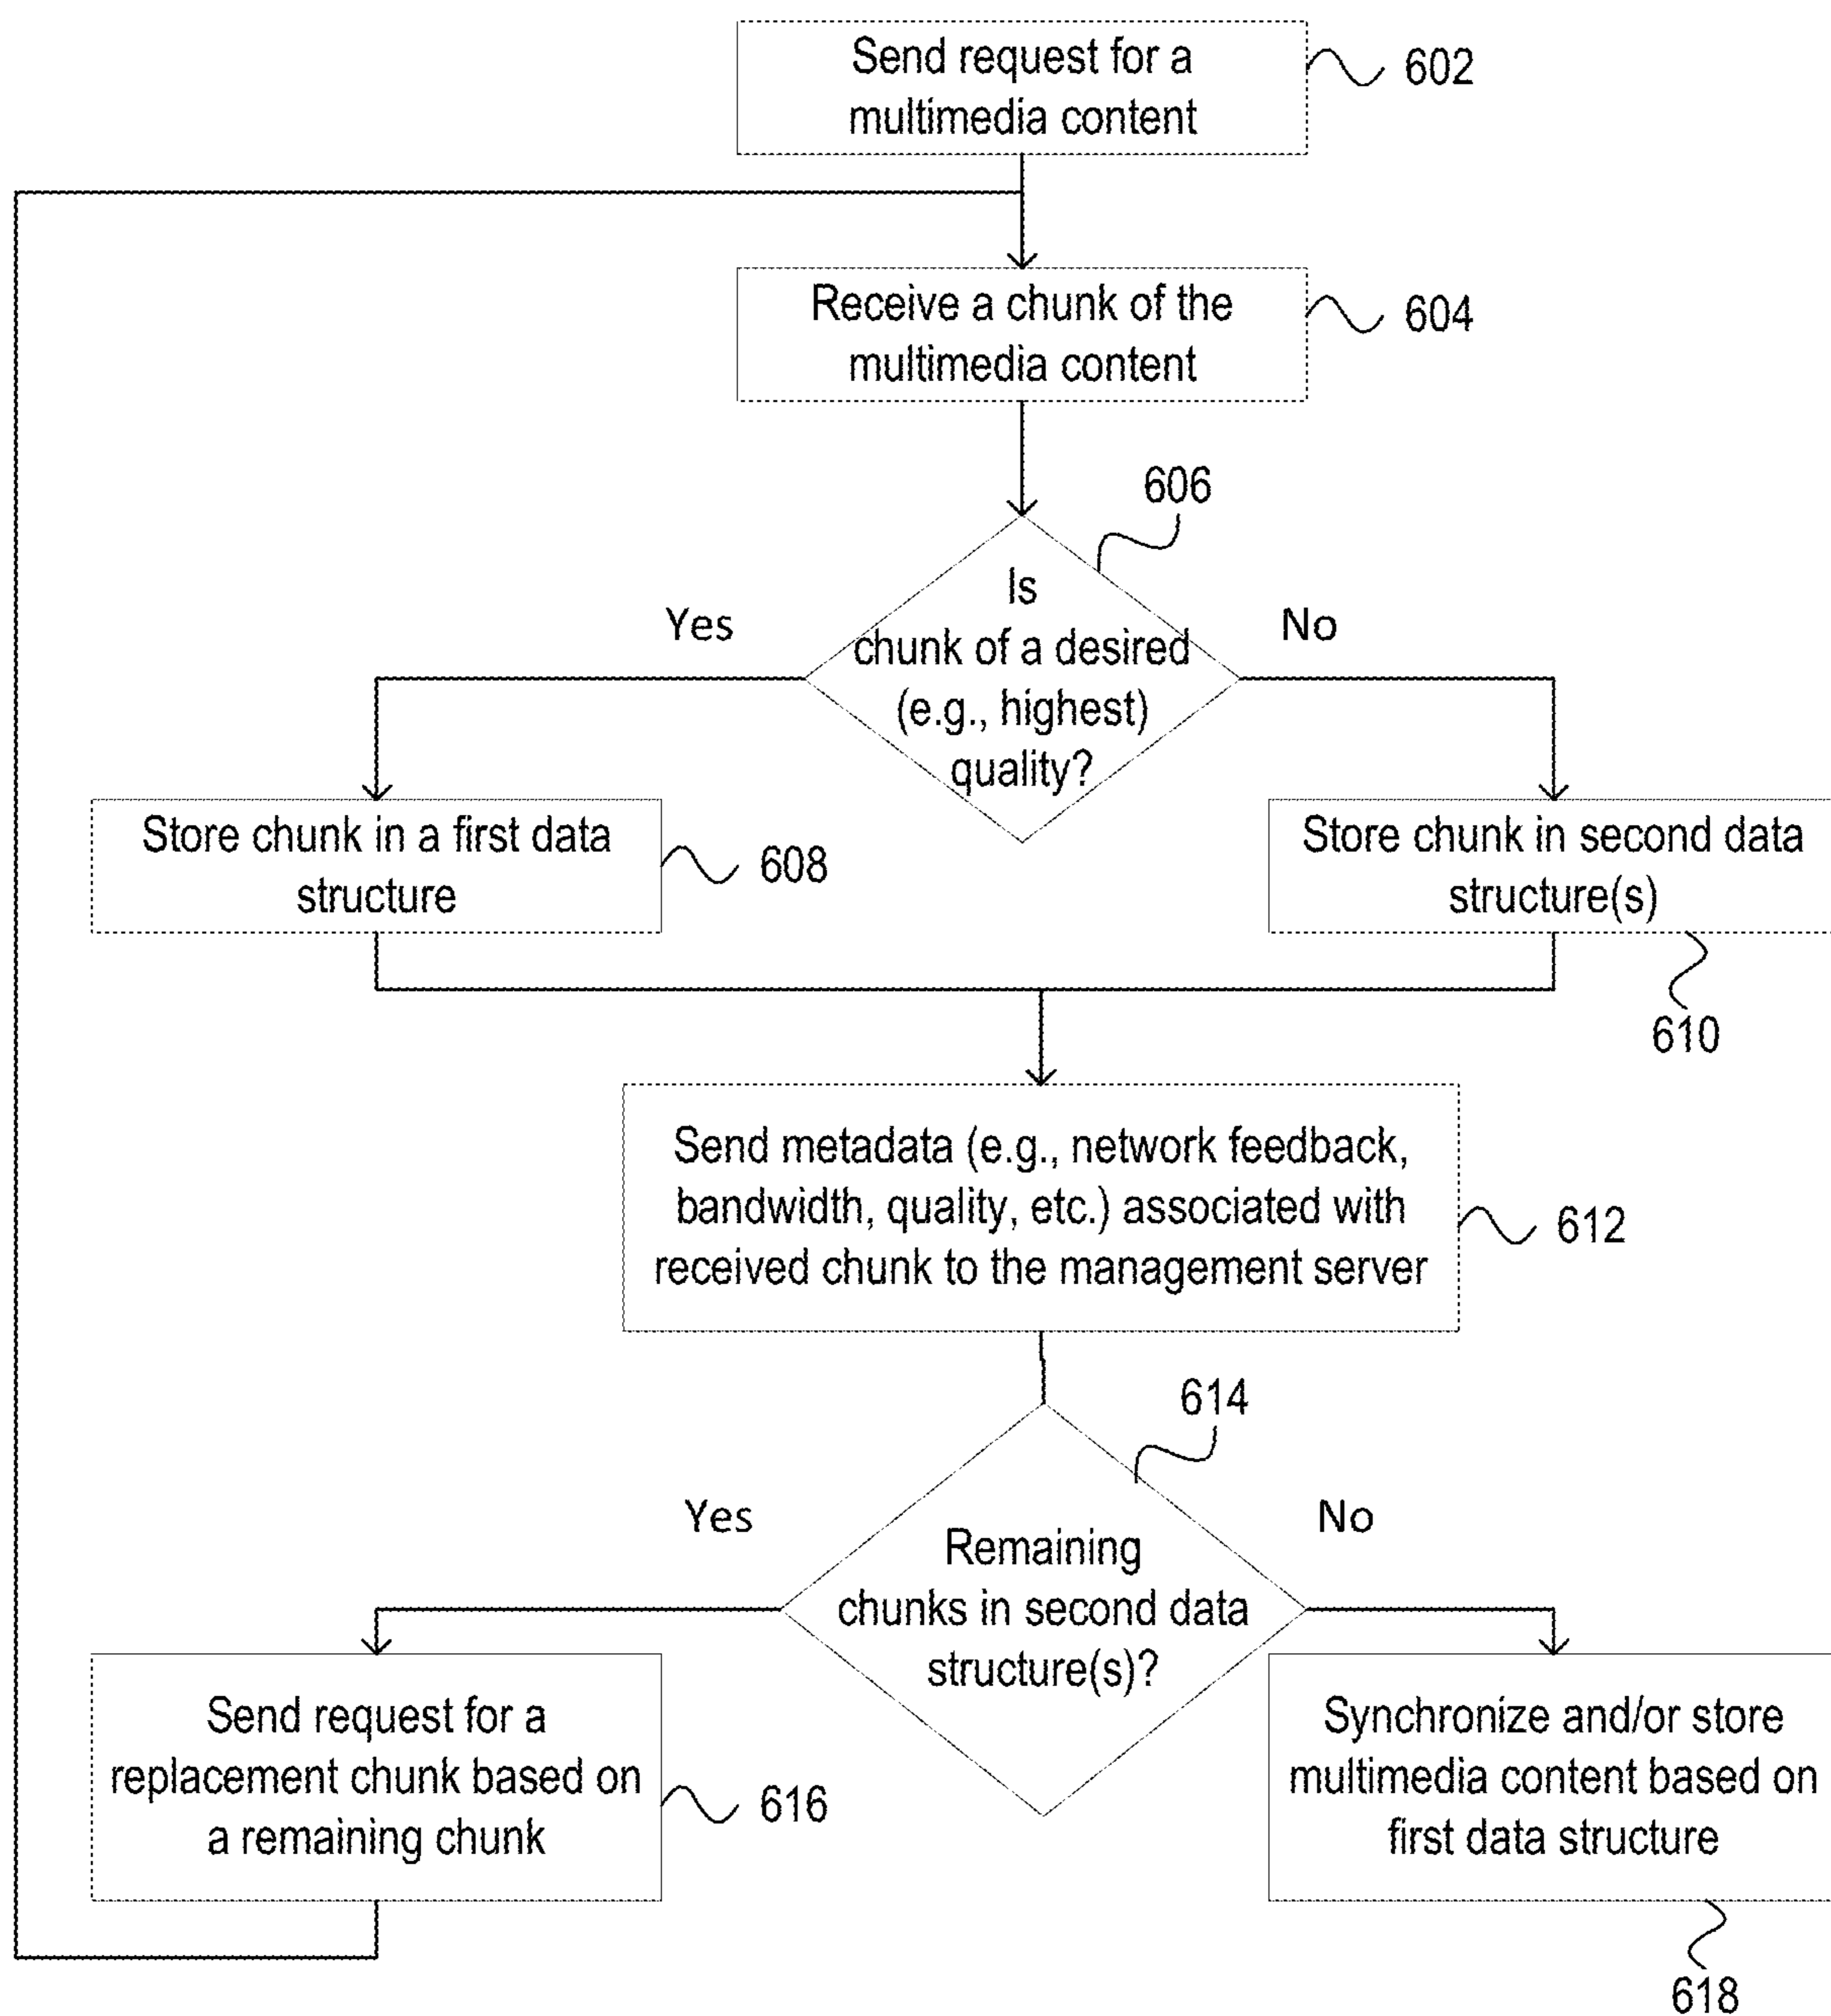 Send request for a
multimedia content
602
Receive a chunk of the
multimedia content
604
606
Is
chunk of a desired
(e.g., highest)
quality?
Yes
No
Store chunk in a first data
structure
608
Store chunk in second data
structure(s)
610
Send metadata (e.g., network feedback,
bandwidth, quality, etc.) associated with
received chunk to the management server
612
614
Yes
No
Remaining
chunks in second data
structure(s)?
Send request for a
replacement chunk based on
a remaining chunk
616
Synchronize and/or store
multimedia content based on
first data structure
618